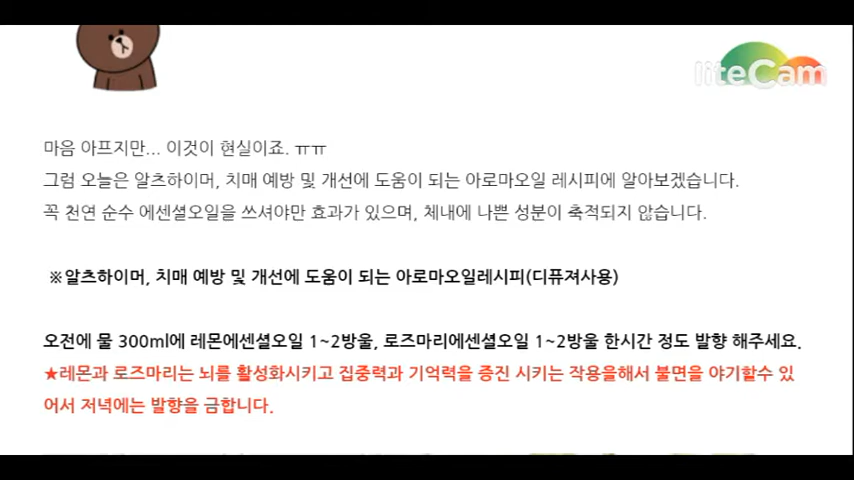 liteCam
마음 아프지만... 이것이 현실이죠. ㅠㅠ
그럼 오늘은 알츠하이머, 치매 예방 및 개선에 도움이 되는 아로마오일 레시피에 알아보겠습니다.
꼭 천연 순수 에센셜오일을 쓰셔야만 효과가 있으며, 체내에 나쁜 성분이 축적되지 않습니다.
※알츠하이머, 치매 예방 및 개선에 도움이 되는 아로마오일레시피(디퓨져사용)
오전에 물 300ml에 레몬에센셜오일 1~2방울, 로즈마리에센셜오일 1~2방울 한시간 정도 발향 해주세요.
★레몬과 로즈마리는 뇌를 활성화시키고 집중력과 기억력을 증진 시키는 작용을해서 불면을 야기할수 있
어서 저녁에는 발향을 금합니다.